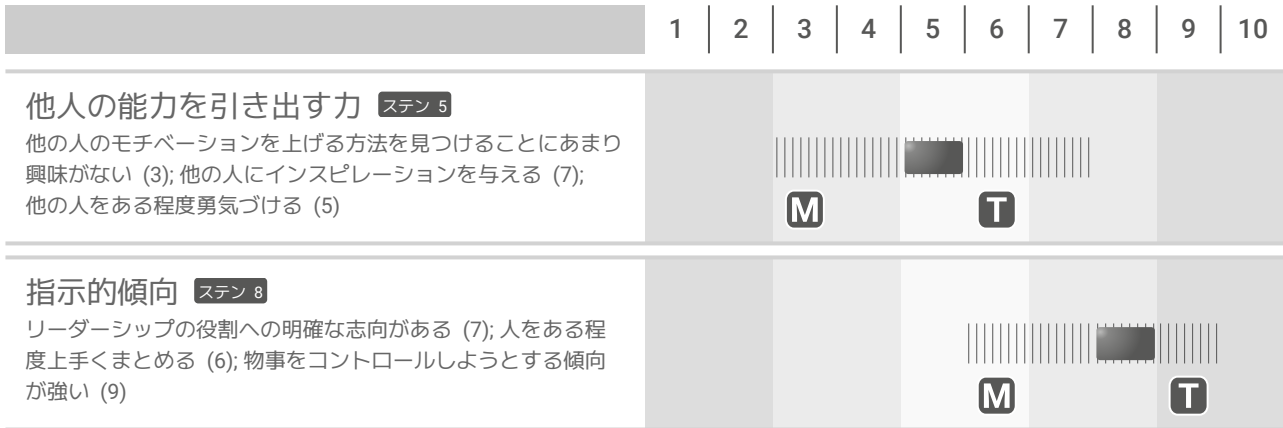 1 2 3 4 5 6 7 8 9 10
他人の能力を引き出す力 ステン 5
他の人のモチベーションを上げる方法を見つけることにあまり
興味がない (3); 他の人にインスピレーションを与える (7);
他の人をある程度勇気づける (5)
M T
指示的傾向 ステン 8
リーダーシップの役割への明確な志向がある (7); 人をある程
度上手くまとめる (6); 物事をコントロールしようとする傾向
が強い (9)
M T